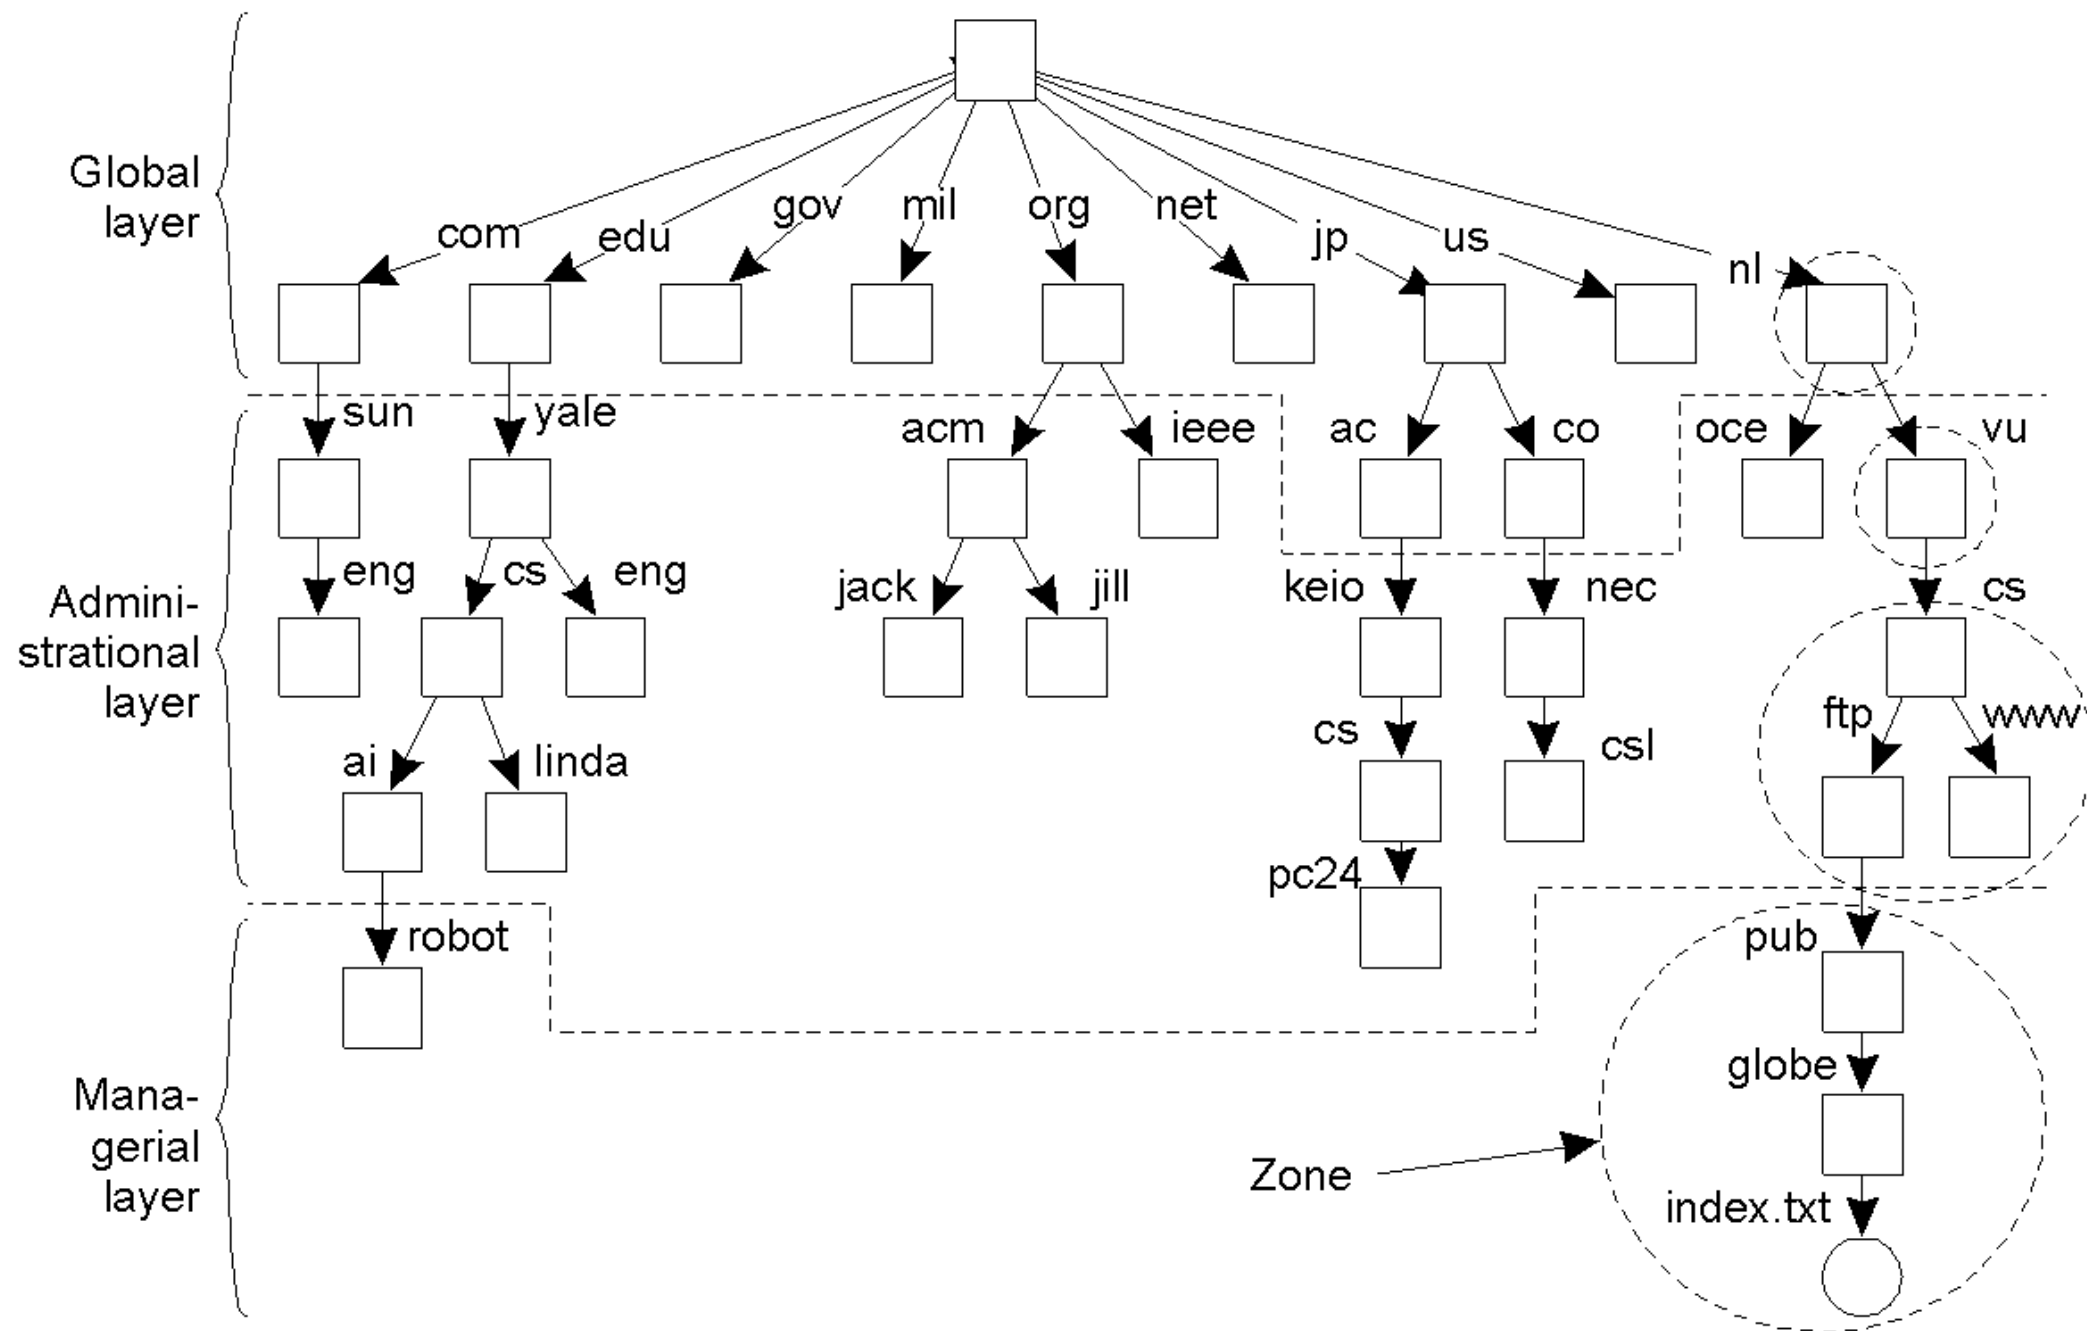 Global
layer
com
edu
gov
mil
org
net
jp
us
nl
sun
yale
acm
ieee
ac
co
oce
vu
Admini-
strational
layer
eng
cs
eng
jack
jill
keio
nec
cs
ai
linda
cs
csl
ftp
www
pc24
Mana-
gerial
layer
robot
pub
globe
Zone
index.txt